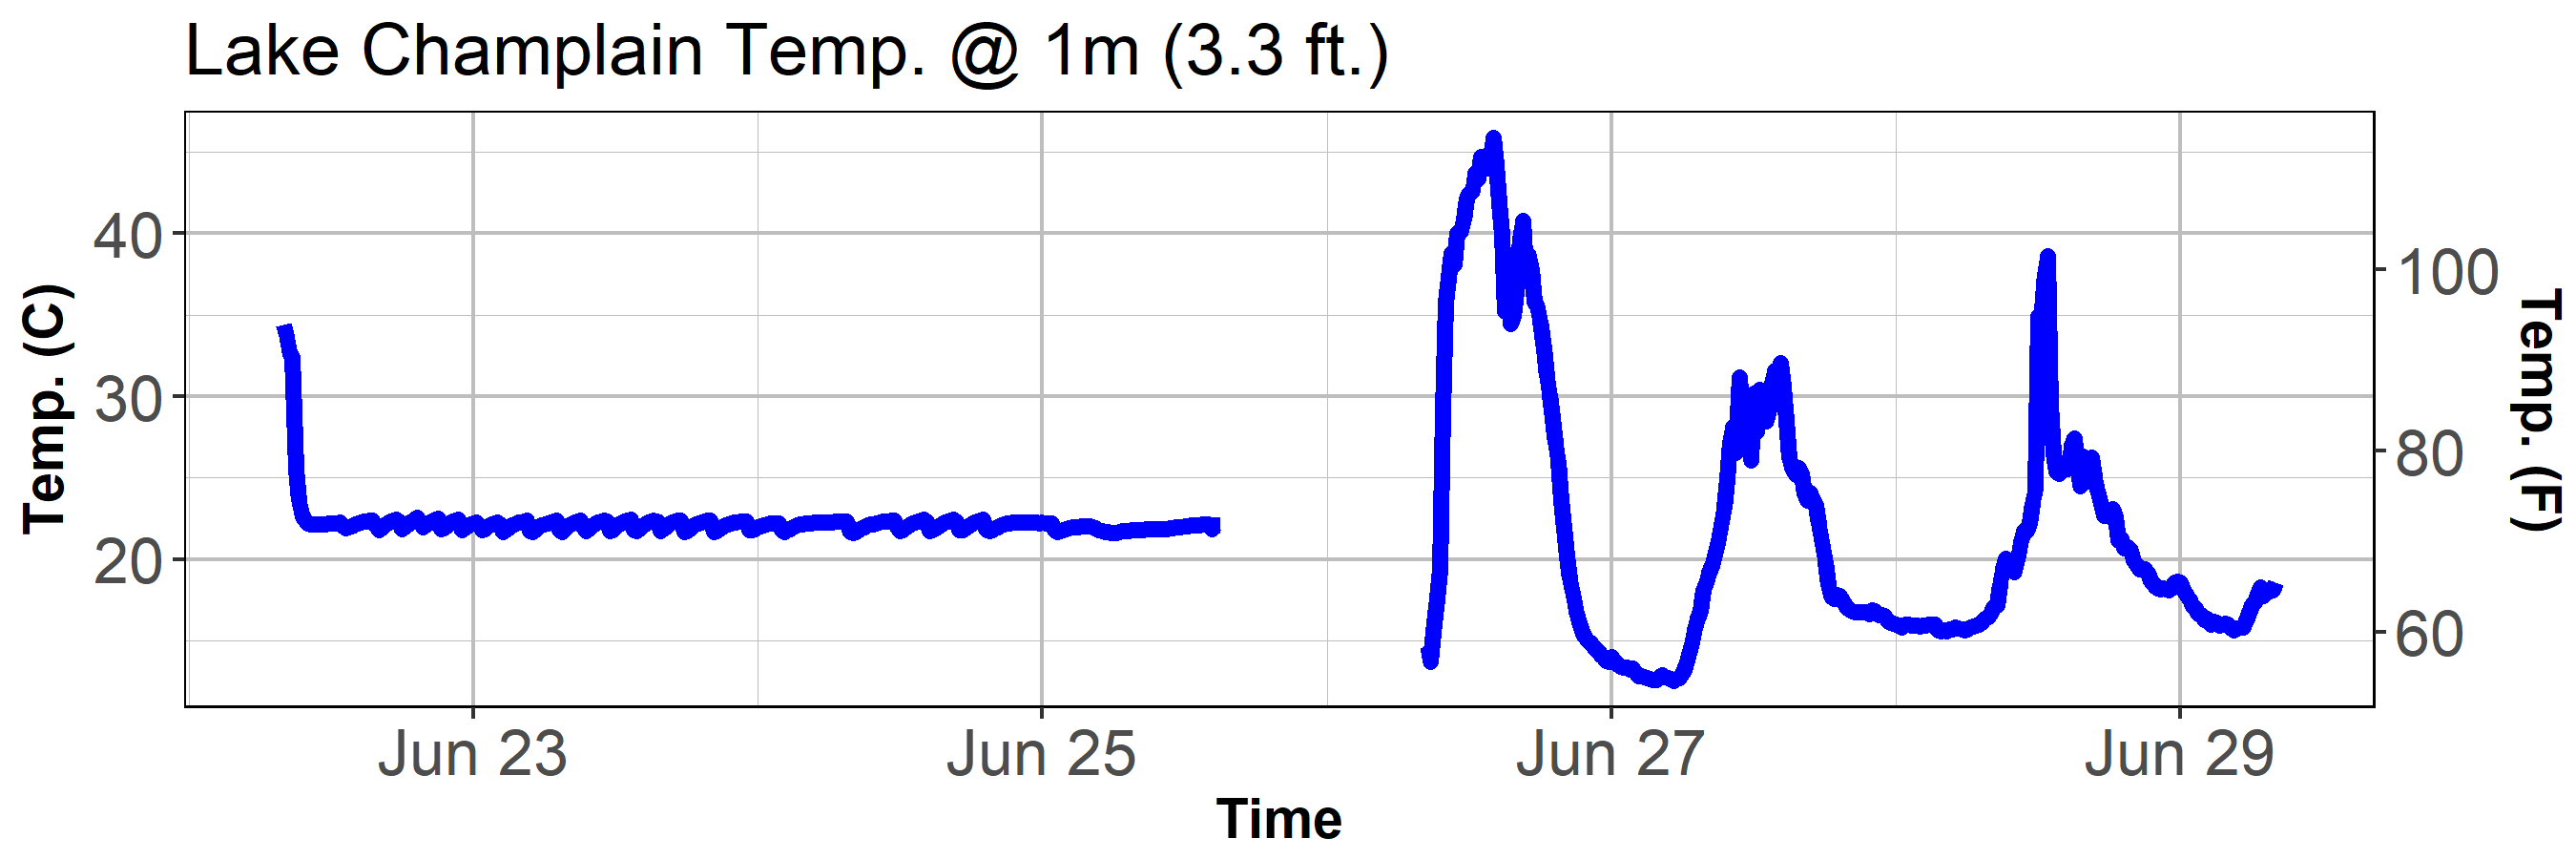 Lake Champlain Temp. @ 1m (3.3 ft.)
Temp. (C)
40
30
20
100
80
60
Temp. (F)
Jun 23
Jun 25
Jun 27
Jun 29
Time